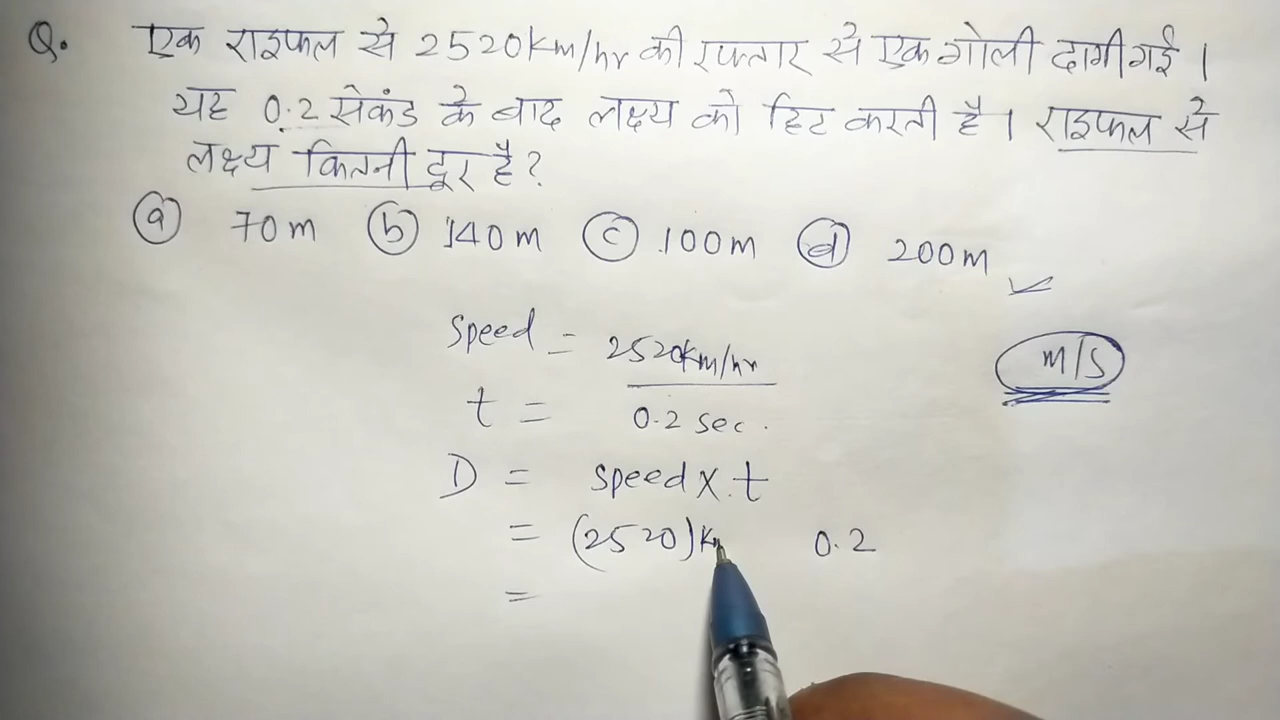 Q. एक राइफल से 2520km/hr की रफ्तार से एक गोली दागी गई।
यह 0.2 सेकंड के बाद लक्ष्य को हिट करती है। राइफल से
लक्ष्य कितनी दूर है?
(a) 70m (b) 140m (c) 100m (d) 200m
Speed = 2520km/hr
m/s
t = 0.2 sec.
D = speed x t
= (2520)Km 0.2
=